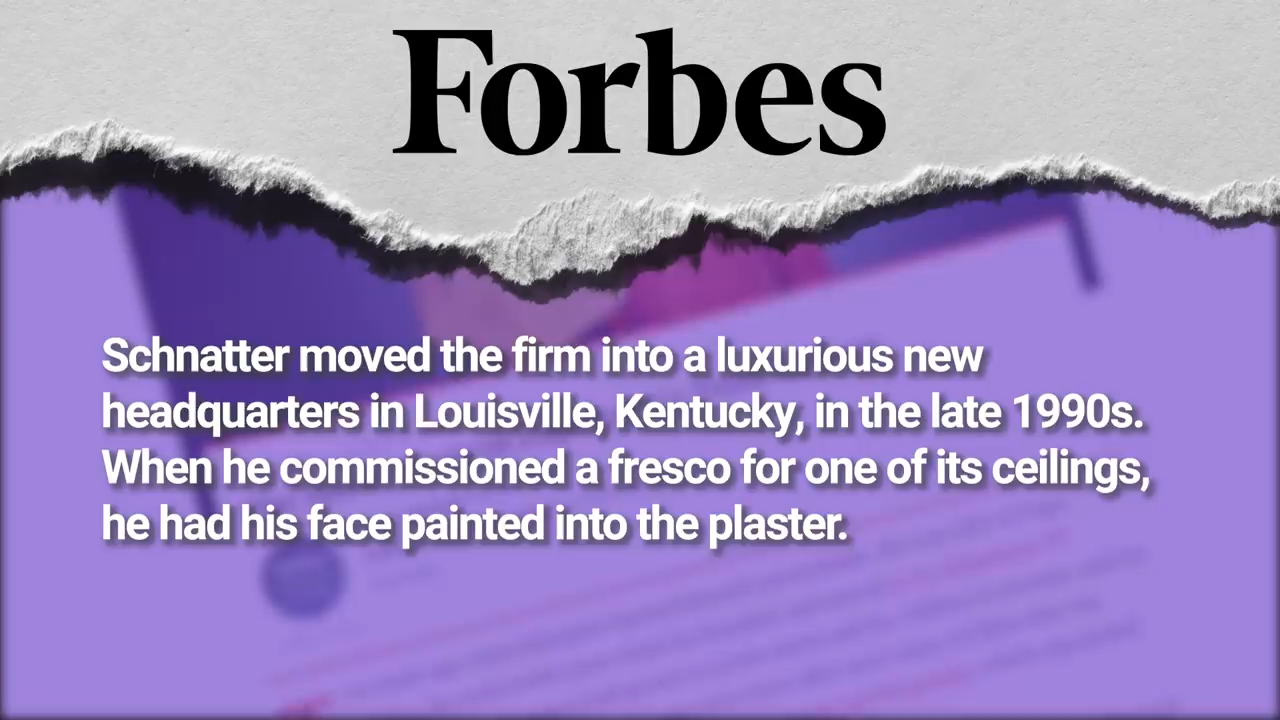 Forbes
Schnatter moved the firm into a luxurious new
headquarters in Louisville, Kentucky, in the late 1990s.
When he commissioned a fresco for one of its ceilings,
he had his face painted into the plaster.